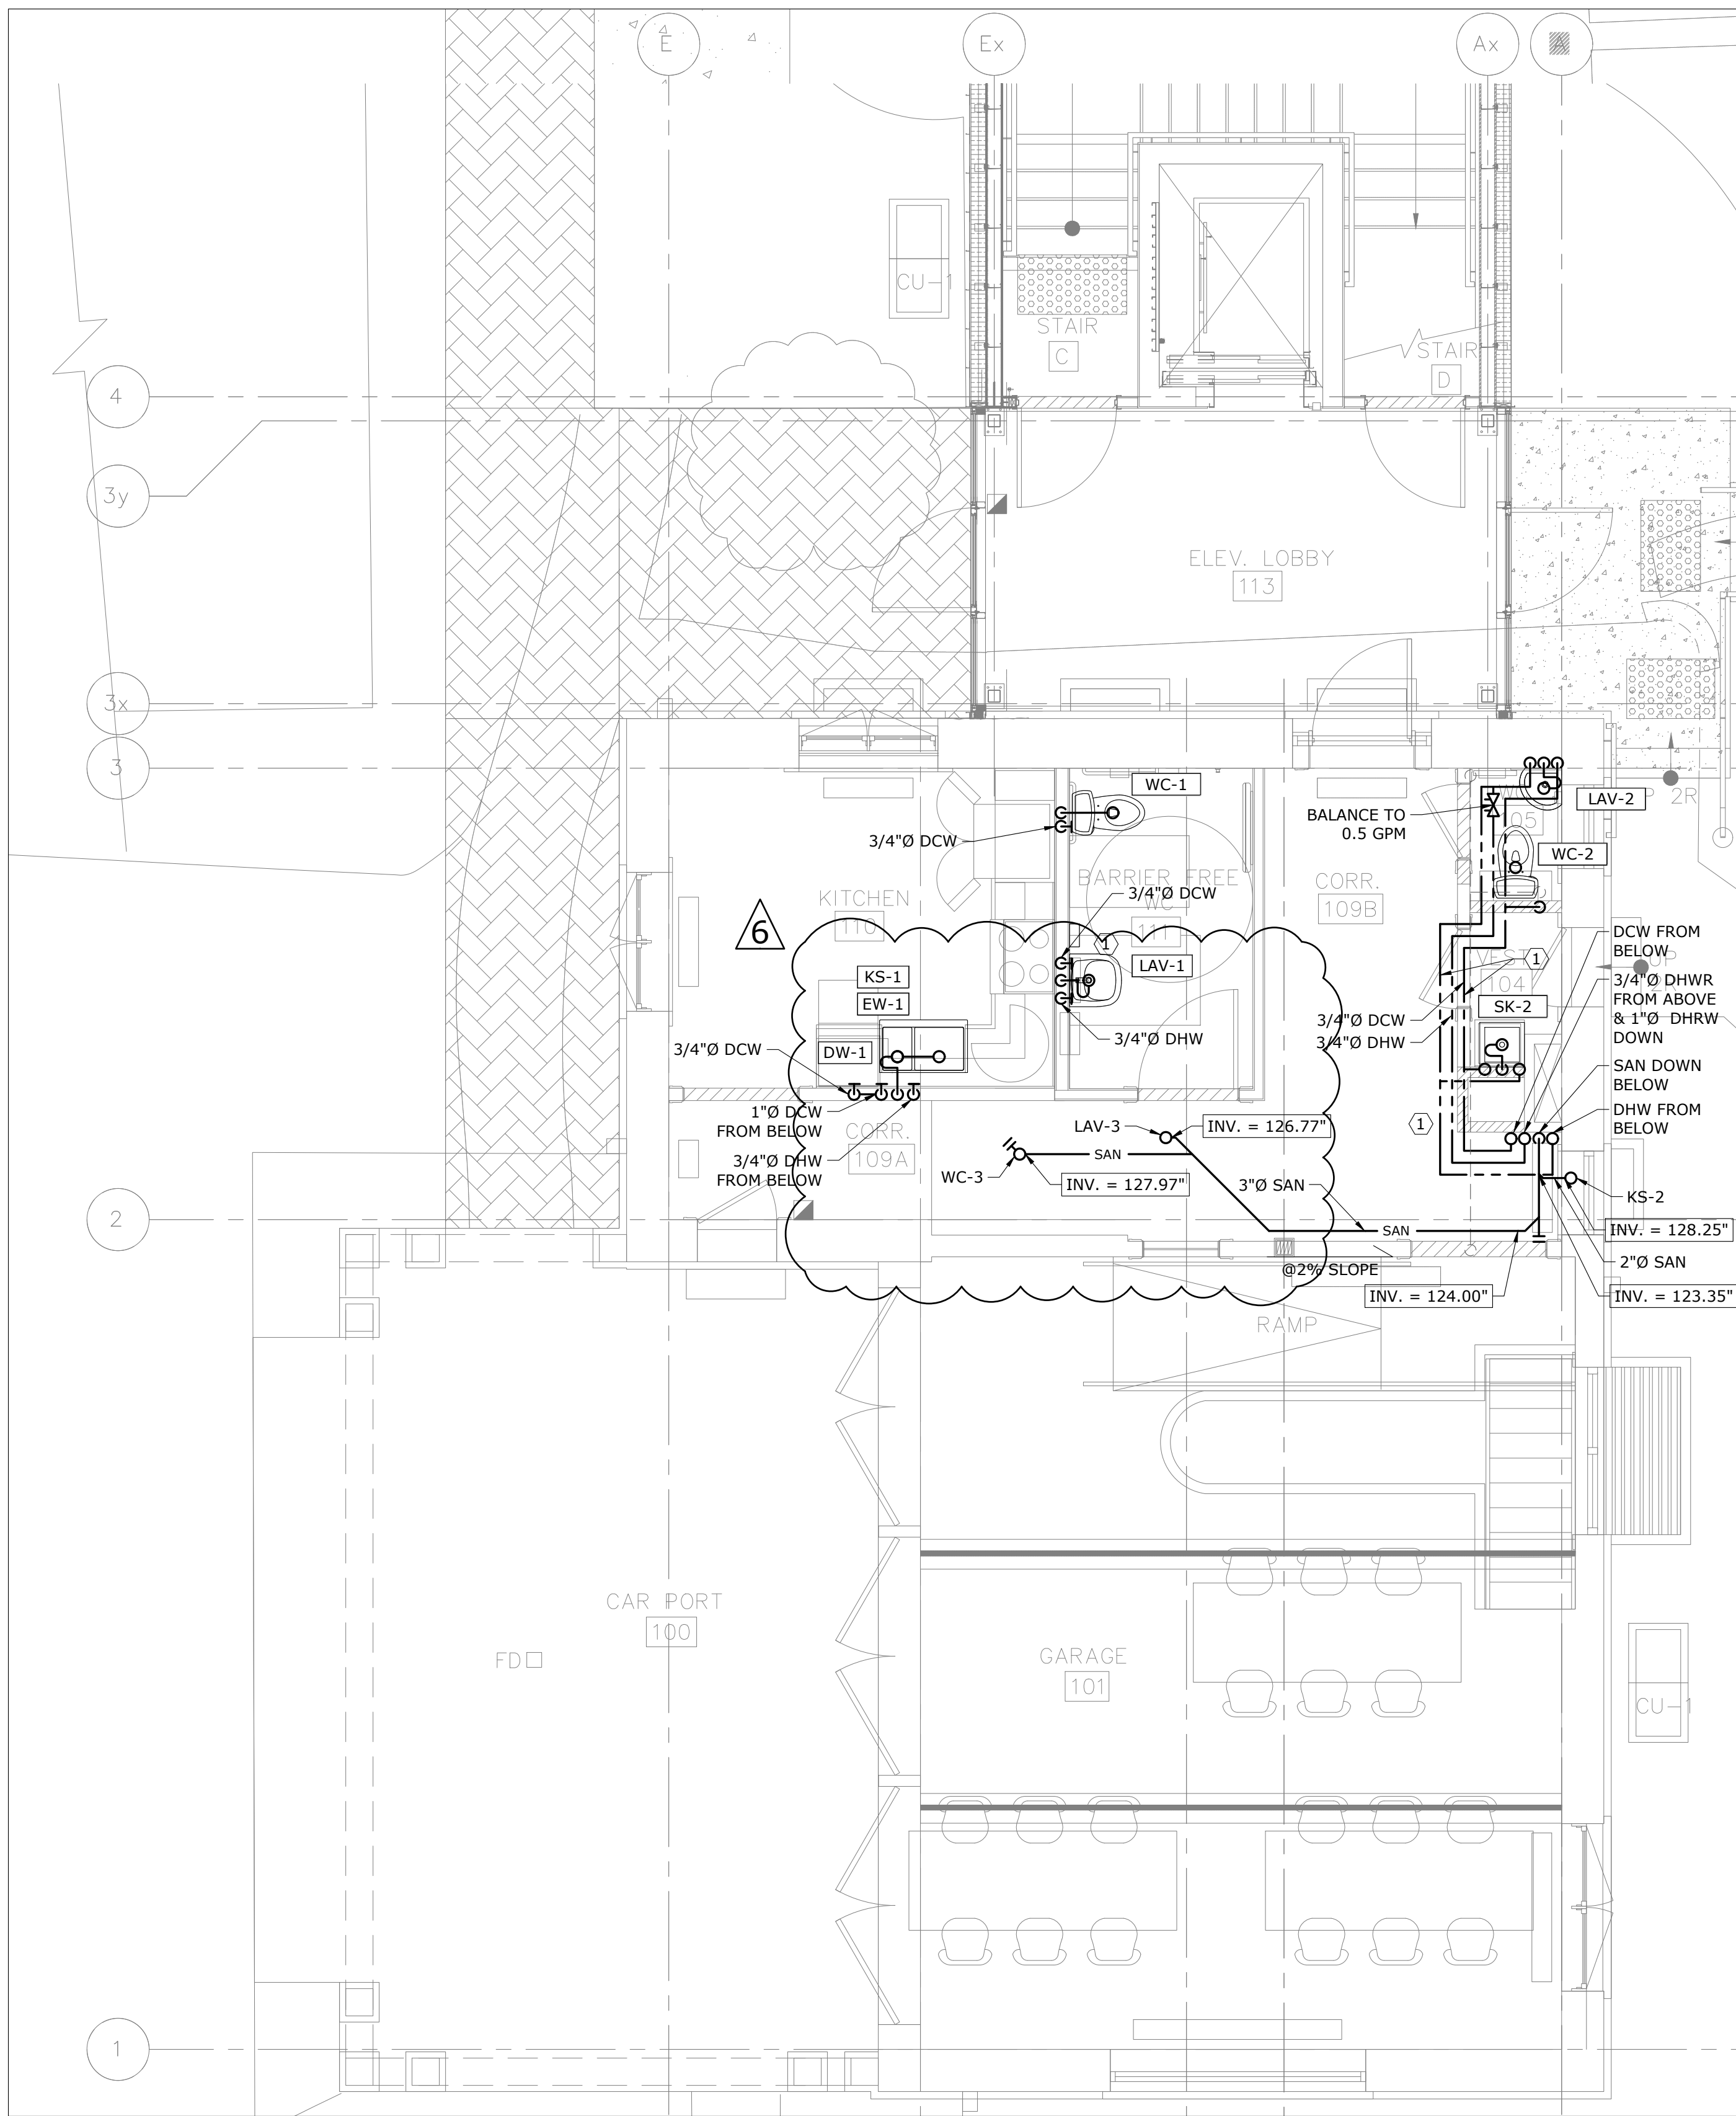 E
Ex
Ax
CU-1
STAIR
C
STAIR
D
4
3y
ELEV. LOBBY
113
3x
3
WC-1
LAV-2
UP 2R
BALANCE TO
0.5 GPM
05
3/4"Ø DCW
WC-2
BARRIER FREE
WC
111
3/4"Ø DCW
CORR.
109B
KITCHEN
110
6
1
DCW FROM
BELOW
KS-1
LAV-1
VEST
104
1
UP
2R
EW-1
3/4"Ø DHWR
FROM ABOVE
& 1"Ø DHRW
DOWN
SK-2
3/4"Ø DCW
3/4"Ø DHW
3/4"Ø DHW
3/4"Ø DCW
DW-1
SAN DOWN
BELOW
1"Ø DCW
FROM BELOW
DHW FROM
BELOW
1
CORR.
109A
LAV-3
INV. = 126.77"
SAN
3/4"Ø DHW
FROM BELOW
WC-3
INV. = 127.97"
3"Ø SAN
KS-2
2
SAN
INV. = 128.25"
2"Ø SAN
@2% SLOPE
INV. = 124.00"
INV. = 123.35"
RAMP
CAR PORT
100
FD
GARAGE
101
CU-1
1